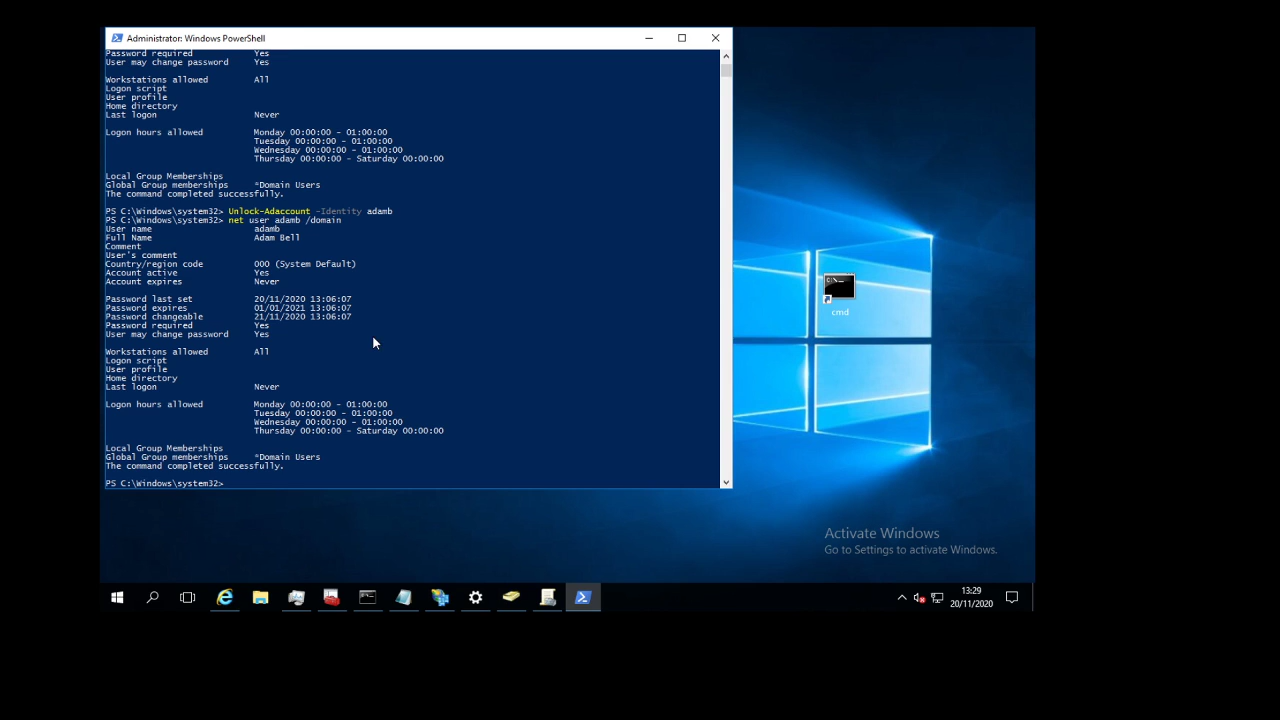 Administrator: Windows PowerShell
Password required Yes
User may change password Yes
Workstations allowed All
Logon script
User profile
Home directory
Last logon Never
Logon hours allowed Monday 00:00:00 - 01:00:00
Tuesday 00:00:00 - 01:00:00
Wednesday 00:00:00 - 01:00:00
Thursday 00:00:00 - Saturday 00:00:00
Local Group Memberships
Global Group memberships *Domain Users
The command completed successfully.
PS C:\Windows\system32> Unlock-Adaccount -Identity adamb
PS C:\Windows\system32> net user adamb /domain
User name adamb
Full Name Adam Bell
Comment
User's comment
Country/region code 000 (System Default)
Account active Yes
Account expires Never
Password last set 20/11/2020 13:06:07
Password expires 01/01/2021 13:06:07
Password changeable 21/11/2020 13:06:07
Password required Yes
User may change password Yes
Workstations allowed All
Logon script
User profile
Home directory
Last logon Never
Logon hours allowed Monday 00:00:00 - 01:00:00
Tuesday 00:00:00 - 01:00:00
Wednesday 00:00:00 - 01:00:00
Thursday 00:00:00 - Saturday 00:00:00
Local Group Memberships
Global Group memberships *Domain Users
The command completed successfully.
PS C:\Windows\system32>
cmd
Activate Windows
Go to Settings to activate Windows.
13:29
20/11/2020